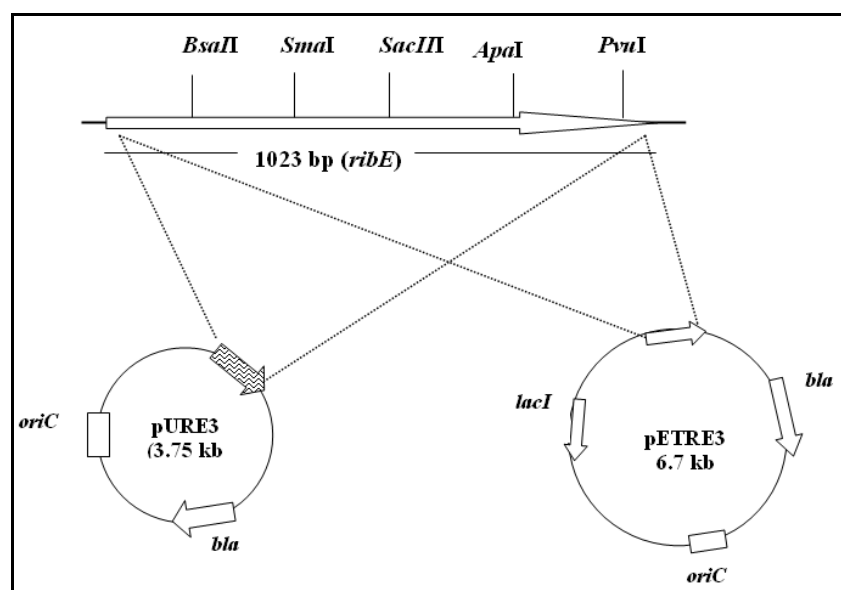 BsaII SmaI SacIII ApaI PvuI
1023 bp (ribE)
oriC
pURE3
(3.75 kb
bla
lacI
pETRE3
6.7 kb
bla
oriC